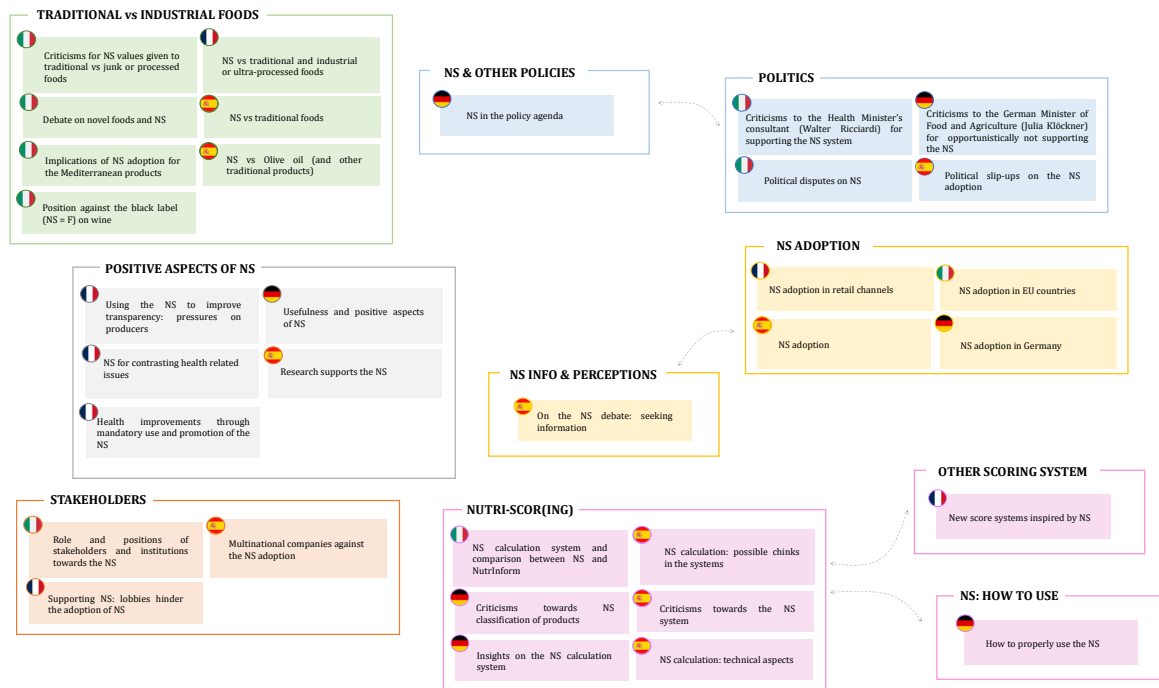 TRADITIONAL vs INDUSTRIAL FOODS
Criticisms for NS values given to
traditional vs junk or processed
foods
NS vs traditional and industrial
or ultra-processed foods
Debate on novel foods and NS
NS vs traditional foods
Implications of NS adoption for
the Mediterranean products
NS vs Olive oil (and other
traditional products)
Position against the black label
(NS = F) on wine
NS & OTHER POLICIES
NS in the policy agenda
POLITICS
Criticisms to the Health Minister's
consultant (Walter Ricciardi) for
supporting the NS system
Criticisms to the German Minister of
Food and Agriculture (Julia Klöckner)
for opportunistically not supporting
the NS
Political disputes on NS
Political slip-ups on the NS
adoption
POSITIVE ASPECTS OF NS
Using the NS to improve
transparency: pressures on
producers
Usefulness and positive aspects
of NS
NS for contrasting health related
issues
Research supports the NS
Health improvements through
mandatory use and promotion of the
NS
NS ADOPTION
NS adoption in retail channels
NS adoption in EU countries
NS adoption
NS adoption in Germany
NS INFO & PERCEPTIONS
On the NS debate: seeking
information
STAKEHOLDERS
Role and positions of
stakeholders and institutions
towards the NS
Multinational companies against
the NS adoption
Supporting NS: lobbies hinder
the adoption of NS
NUTRI-SCOR(ING)
NS calculation system and
comparison between NS and
NutrInform
NS calculation: possible chinks
in the systems
Criticisms towards NS
classification of products
Criticisms towards the NS
system
Insights on the NS calculation
system
NS calculation: technical aspects
OTHER SCORING SYSTEM
New score systems inspired by NS
NS: HOW TO USE
How to properly use the NS